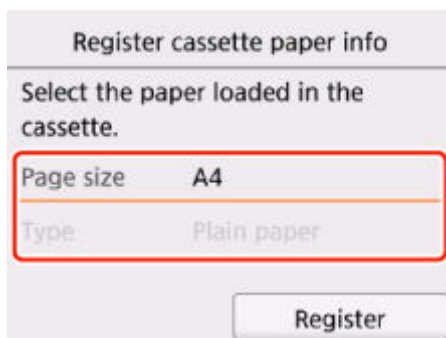 Register cassette paper info
Select the paper loaded in the
cassette.
Page size A4
Type Plain paper
Register